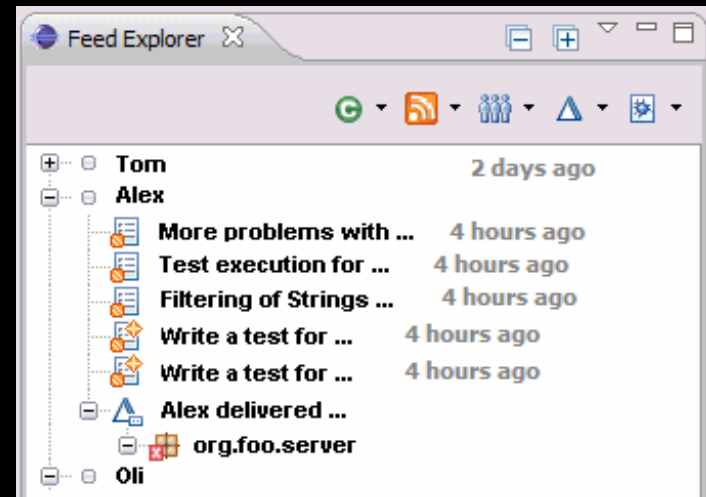 Feed Explorer
Tom 2 days ago
Alex
More problems with ... 4 hours ago
Test execution for ... 4 hours ago
Filtering of Strings ... 4 hours ago
Write a test for ... 4 hours ago
Write a test for ... 4 hours ago
Alex delivered ...
org.foo.server
Oli